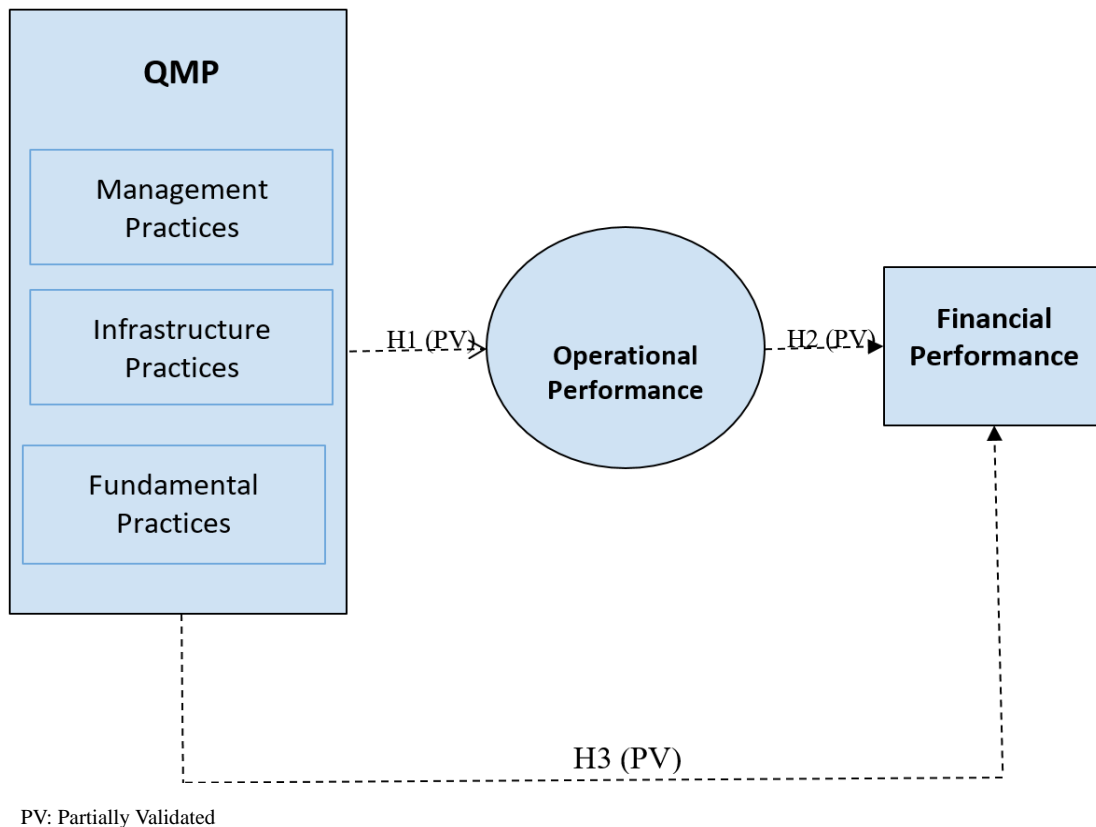 QMP
Management
Practices
Infrastructure
Practices
Fundamental
Practices
H1 (PV)
Operational
Performance
H2 (PV)
Financial
Performance
H3 (PV)
PV: Partially Validated